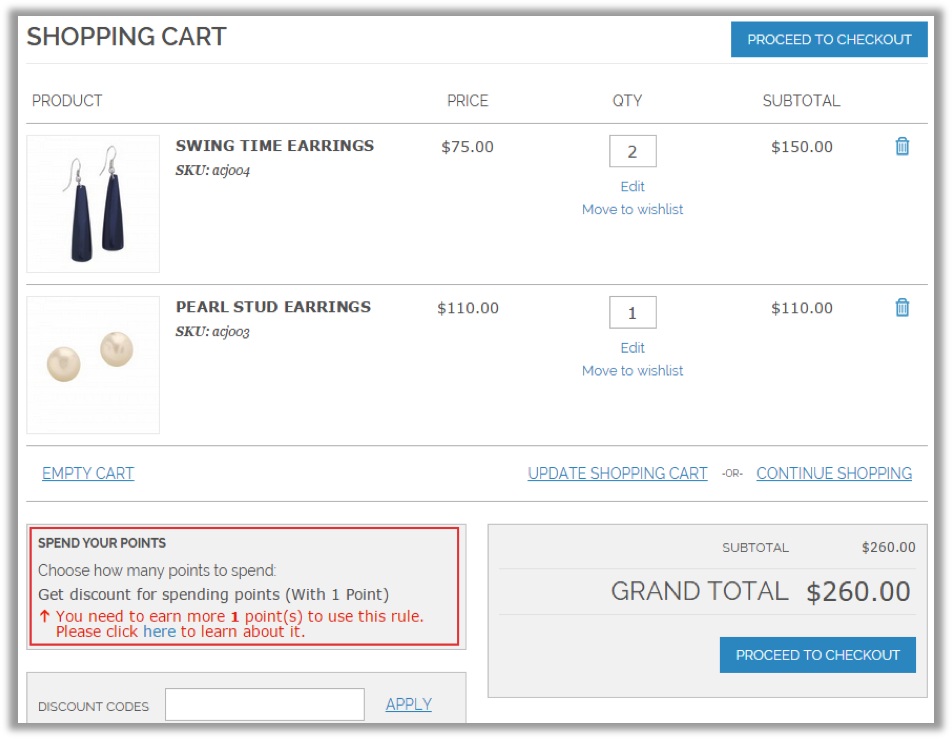 SHOPPING CART
PROCEED TO CHECKOUT
PRODUCT PRICE QTY SUBTOTAL
SWING TIME EARRINGS $75.00 2 $150.00
SKU: acj004
Edit
Move to wishlist
PEARL STUD EARRINGS $110.00 1 $110.00
SKU: acj003
Edit
Move to wishlist
EMPTY CART UPDATE SHOPPING CART -OR- CONTINUE SHOPPING
SPEND YOUR POINTS
Choose how many points to spend:
Get discount for spending points (With 1 Point)
You need to earn more 1 point(s) to use this rule.
Please click here to learn about it.
SUBTOTAL $260.00
GRAND TOTAL $260.00
PROCEED TO CHECKOUT
DISCOUNT CODES APPLY